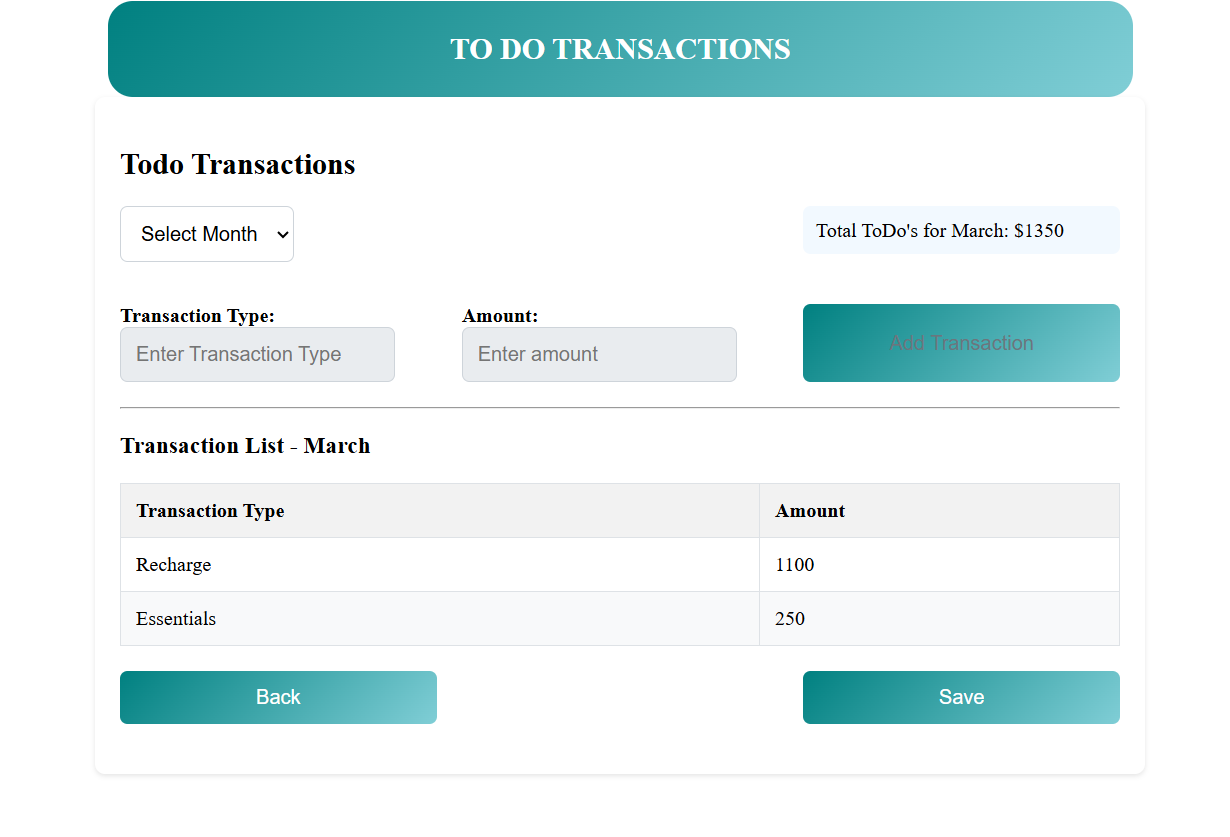 TO DO TRANSACTIONS
Todo Transactions
Select Month
Total ToDo's for March: $1350
Transaction Type:
Amount:
Enter Transaction Type
Enter amount
Add Transaction
Transaction List - March
Transaction Type Amount
Recharge 1100
Essentials 250
Back
Save